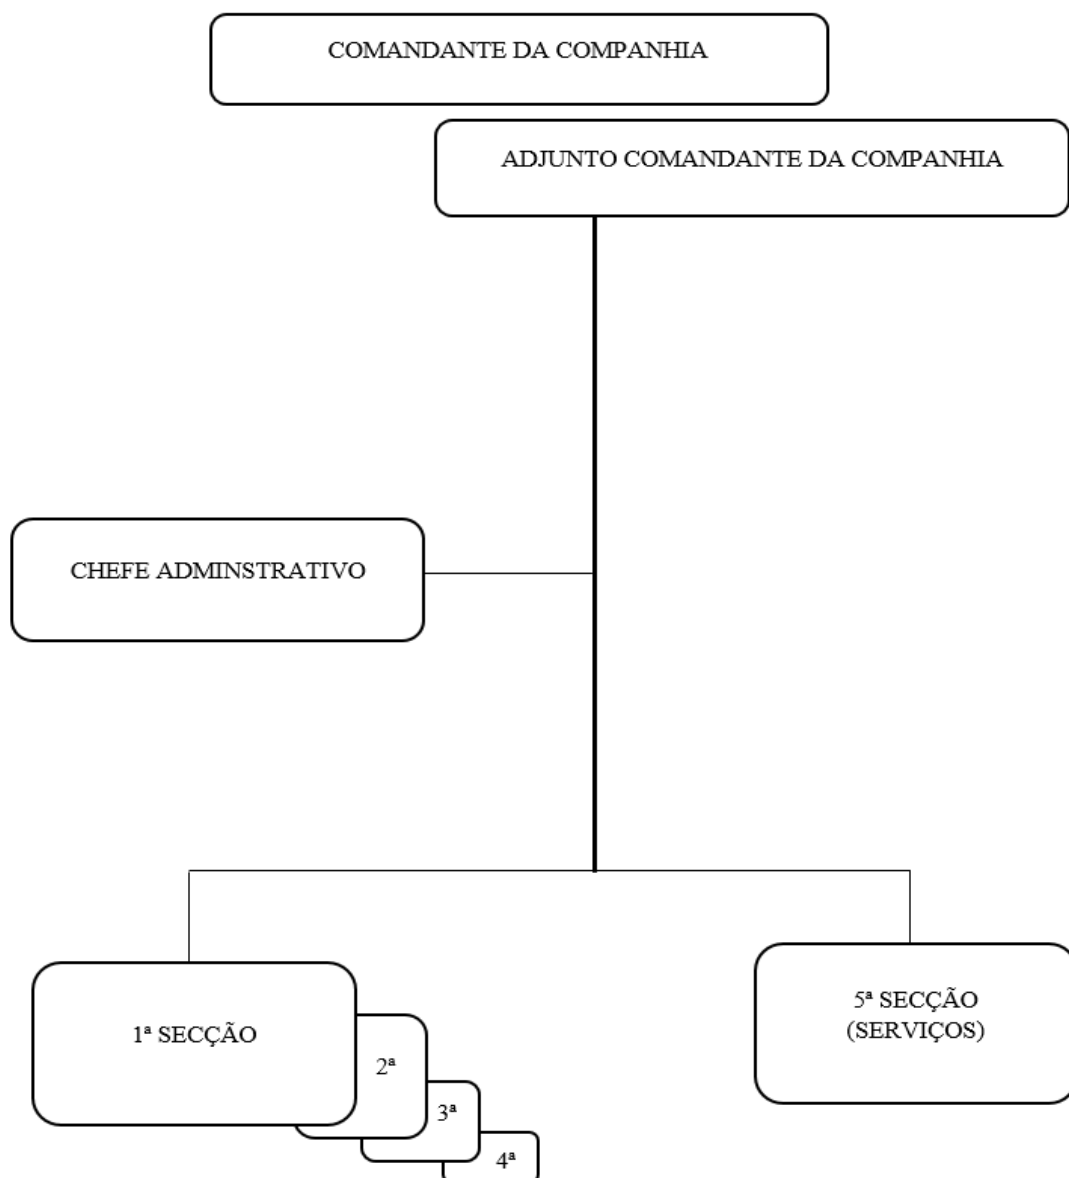 COMANDANTE DA COMPANHIA
ADJUNTO COMANDANTE DA COMPANHIA
CHEFE ADMINSTRATIVO
1ª SECÇÃO
2ª
3ª
4ª
5ª SECÇÃO
(SERVIÇOS)